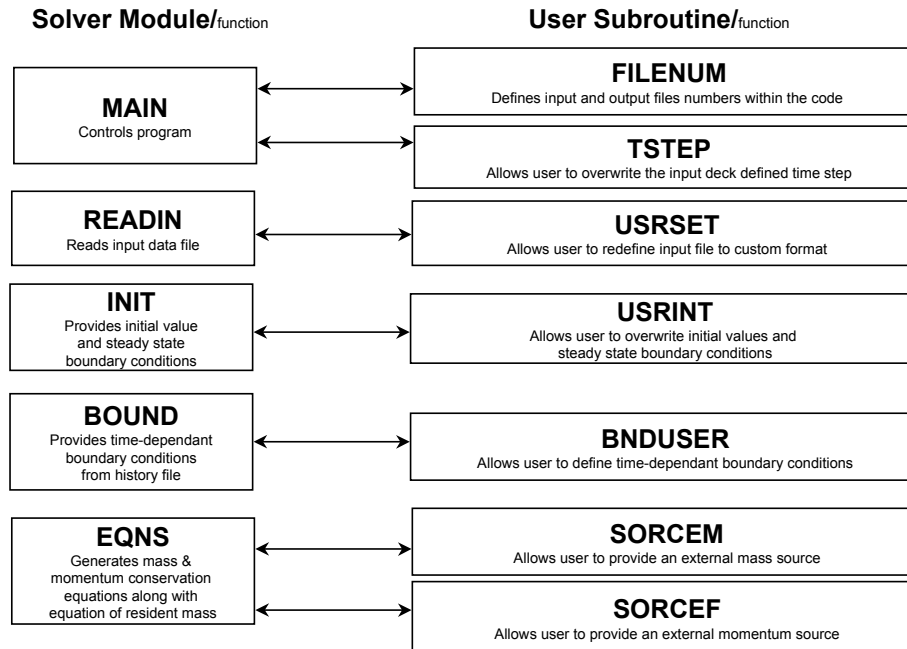 Solver Module/function
User Subroutine/function
MAIN
Controls program
FILENUM
Defines input and output files numbers within the code
TSTEP
Allows user to overwrite the input deck defined time step
READIN
Reads input data file
USRSET
Allows user to redefine input file to custom format
INIT
Provides initial value
and steady state
boundary conditions
USRINT
Allows user to overwrite initial values and
steady state boundary conditions
BOUND
Provides time-dependant
boundary conditions
from history file
BNDUSER
Allows user to define time-dependant boundary conditions
EQNS
Generates mass &
momentum conservation
equations along with
equation of resident mass
SORCEM
Allows user to provide an external mass source
SORCEF
Allows user to provide an external momentum source